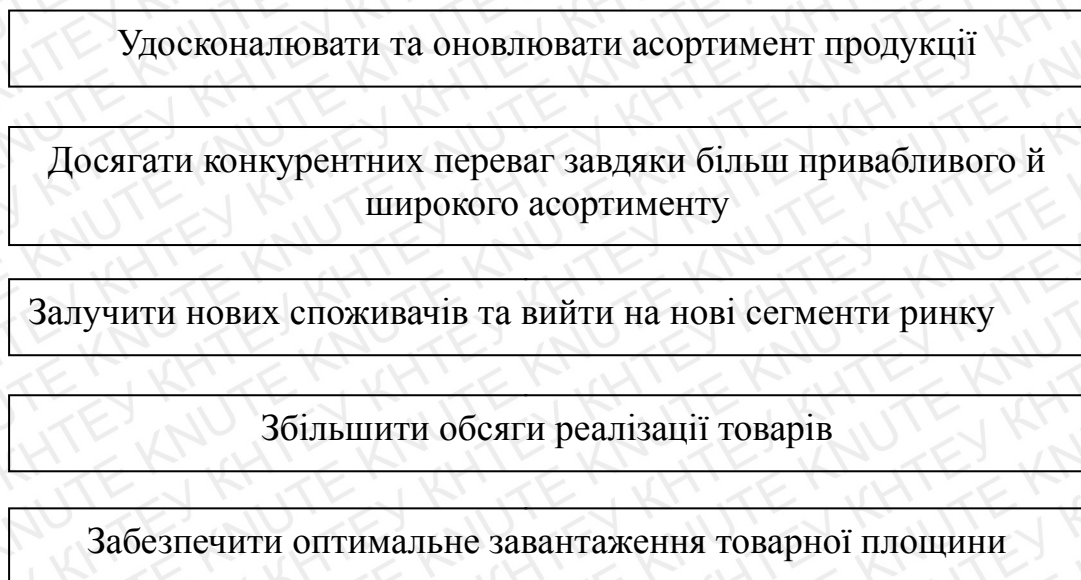 Удосконалювати та оновлювати асортимент продукції
Досягати конкурентних переваг завдяки більш привабливого й
широкого асортименту
Залучити нових споживачів та вийти на нові сегменти ринку
Збільшити обсяги реалізації товарів
Забезпечити оптимальне завантаження товарної площини